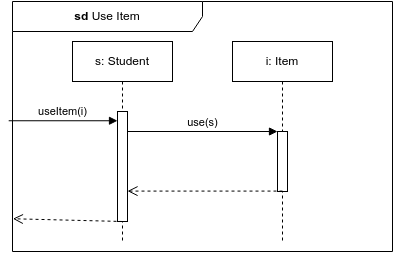 sd Use Item
s: Student
i: Item
useItem(i)
use(s)